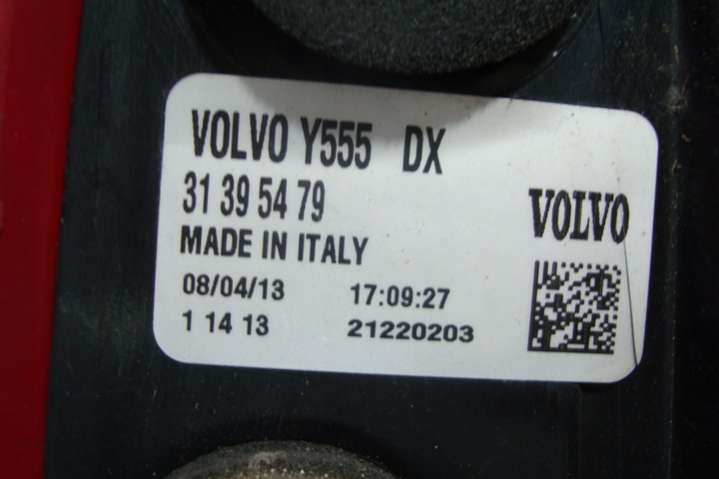 VOLVO Y555 DX
31 39 54 79
VOLVO
MADE IN ITALY
08/04/13 17:09:27
1 14 13 21220203